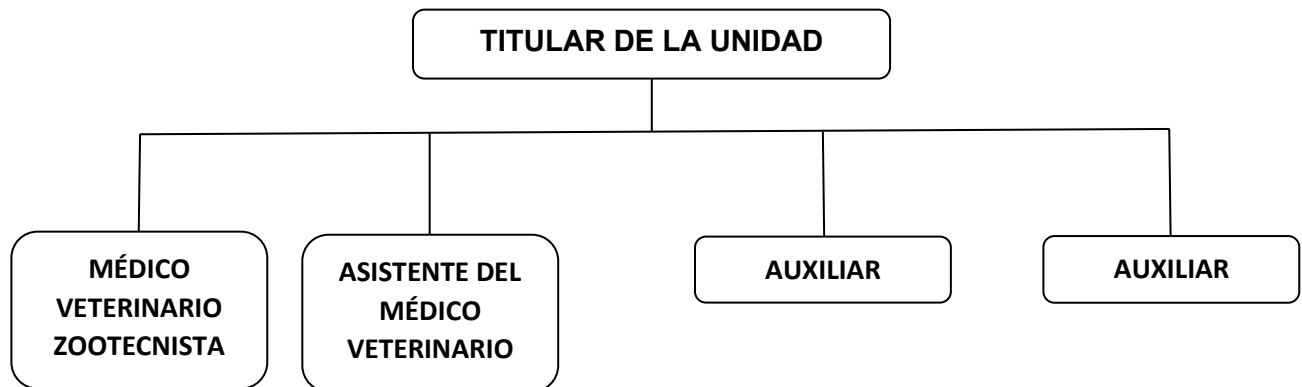 TITULAR DE LA UNIDAD
MÉDICO
VETERINARIO
ZOOTECNISTA
ASISTENTE DEL
MÉDICO
VETERINARIO
AUXILIAR
AUXILIAR